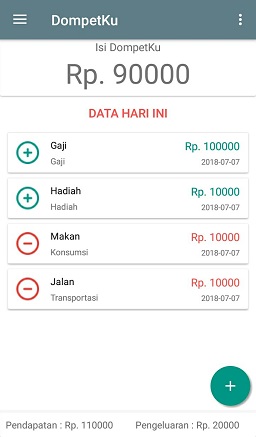 DompetKu
Isi DompetKu
Rp. 90000
DATA HARI INI
Gaji Rp. 100000
Gaji 2018-07-07
Hadiah Rp. 10000
Hadiah 2018-07-07
Makan Rp. 10000
Konsumsi 2018-07-07
Jalan Rp. 10000
Transportasi 2018-07-07
Pendapatan : Rp. 110000 Pengeluaran : Rp. 20000